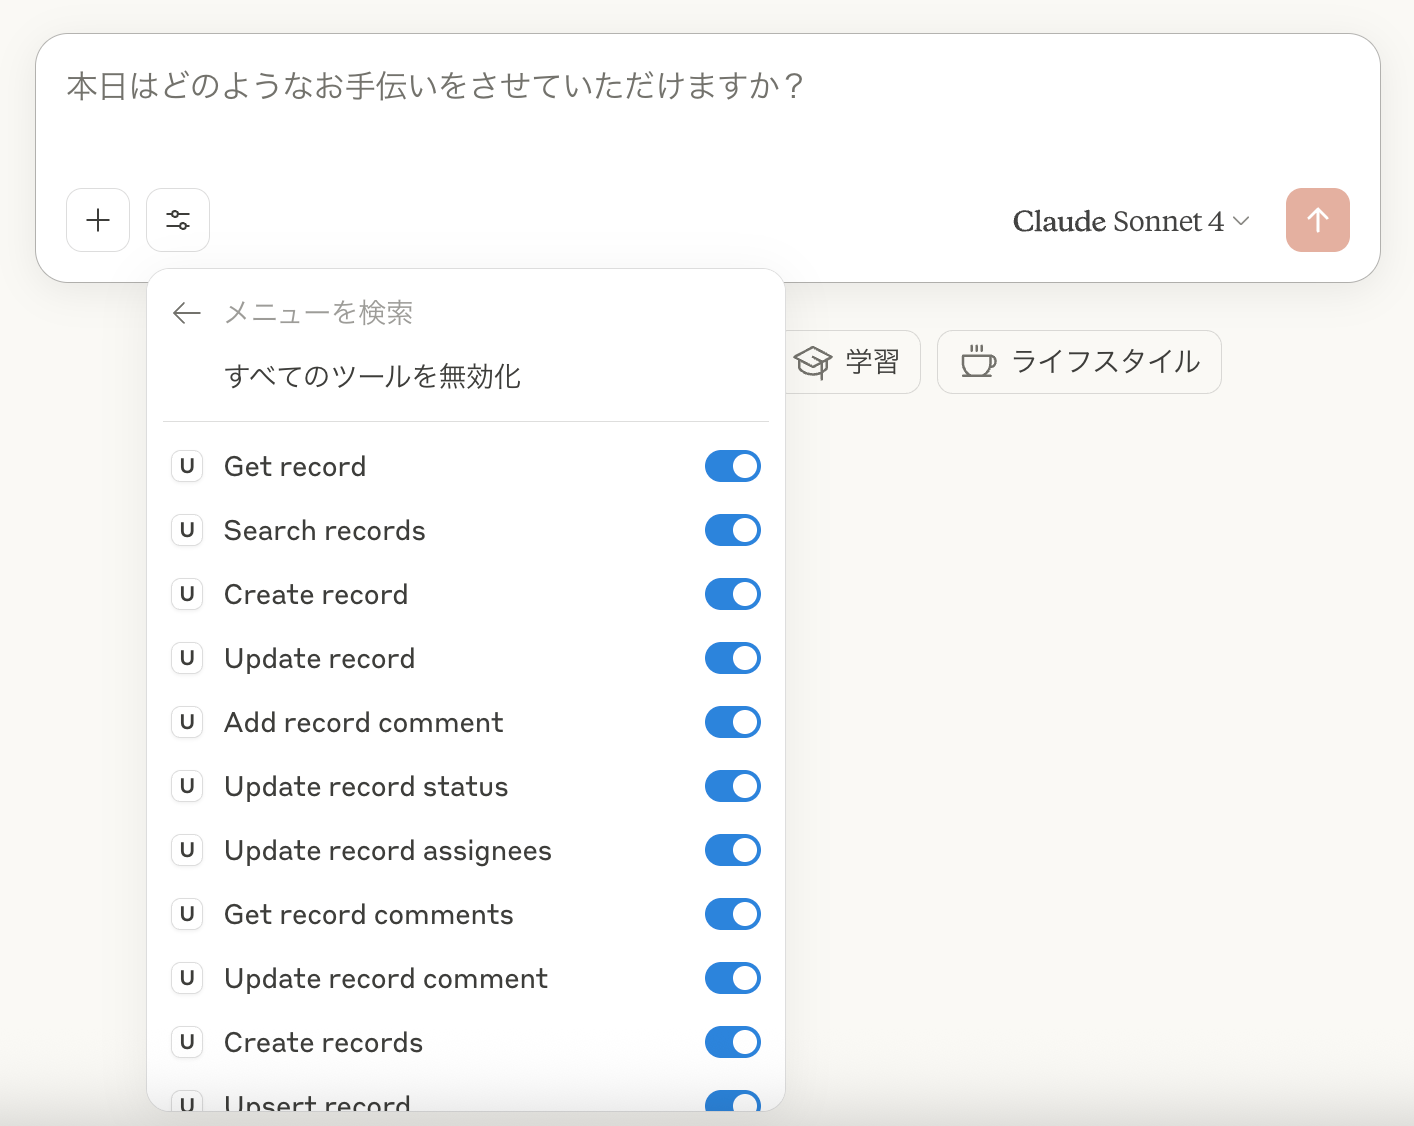 本日はどのようなお手伝いをさせていただけますか？
Claude Sonnet 4
メニューを検索
すべてのツールを無効化
学習
ライフスタイル
U Get record
U Search records
U Create record
U Update record
U Add record comment
U Update record status
U Update record assignees
U Get record comments
U Update record comment
U Create records
U Upsert record